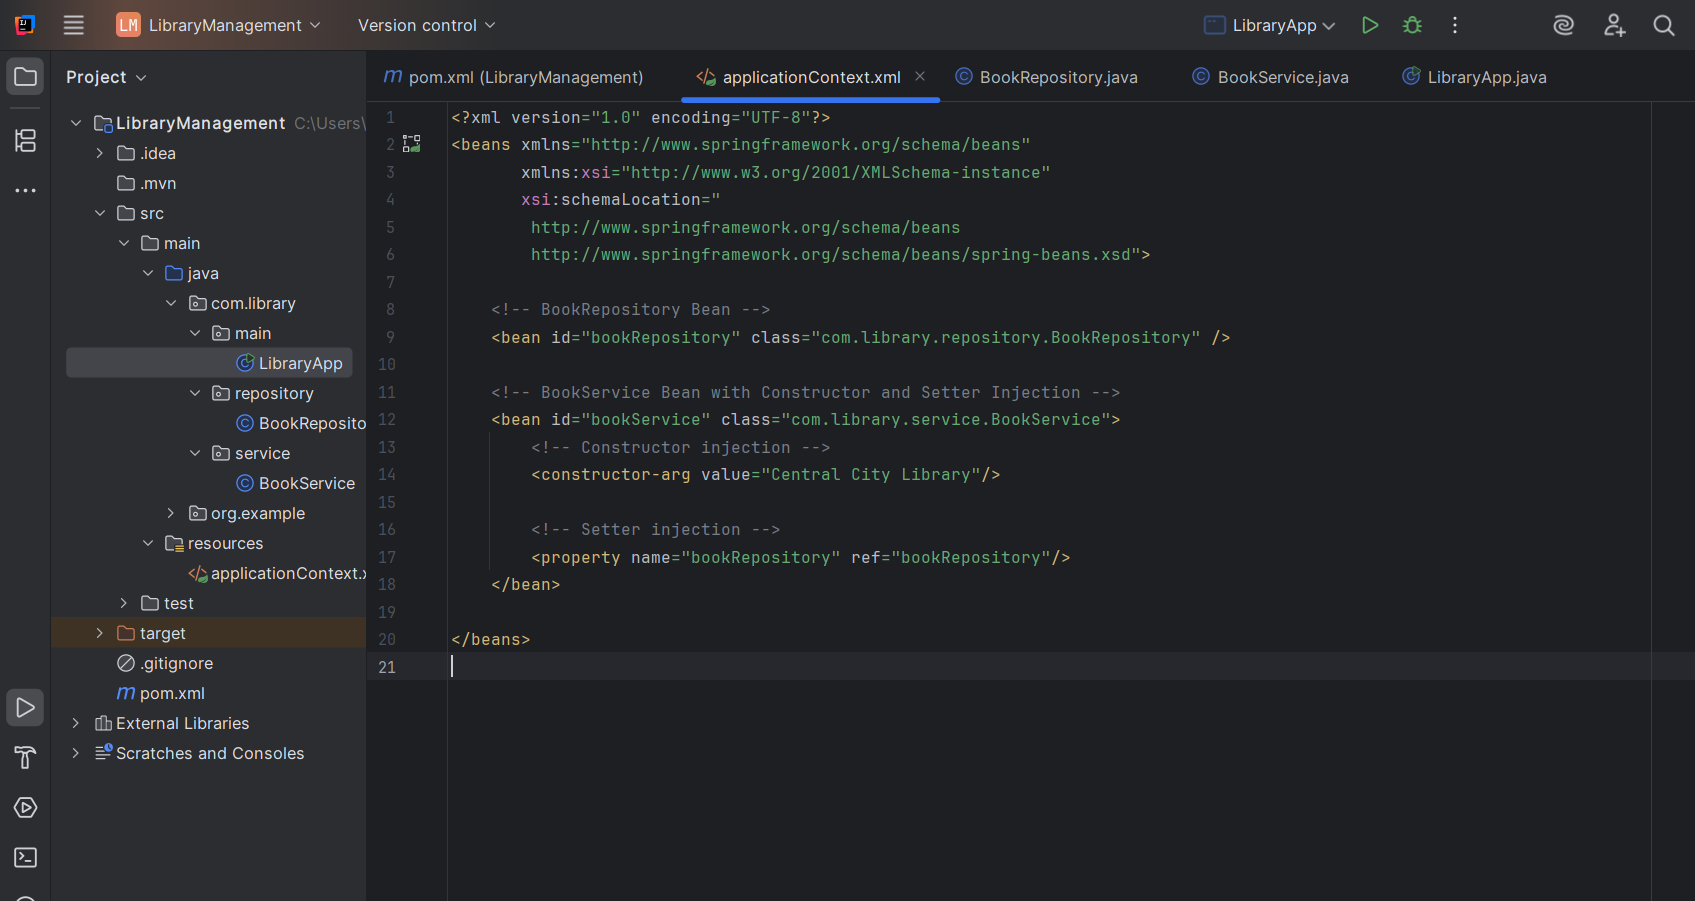 LM LibraryManagement Version control LibraryApp
Project
pom.xml (LibraryManagement) applicationContext.xml BookRepository.java BookService.java LibraryApp.java
LibraryManagement C:\Users\
.idea
.mvn
src
main
java
com.library
main
LibraryApp
repository
BookReposito
service
BookService
org.example
resources
applicationContext.x
test
target
.gitignore
pom.xml
External Libraries
Scratches and Consoles
1 <?xml version="1.0" encoding="UTF-8"?>
2 <beans xmlns="http://www.springframework.org/schema/beans"
3 xmlns:xsi="http://www.w3.org/2001/XMLSchema-instance"
4 xsi:schemaLocation="
5 http://www.springframework.org/schema/beans
6 http://www.springframework.org/schema/beans/spring-beans.xsd">
7
8 <!-- BookRepository Bean -->
9 <bean id="bookRepository" class="com.library.repository.BookRepository" />
10
11 <!-- BookService Bean with Constructor and Setter Injection -->
12 <bean id="bookService" class="com.library.service.BookService">
13 <!-- Constructor injection -->
14 <constructor-arg value="Central City Library"/>
15
16 <!-- Setter injection -->
17 <property name="bookRepository" ref="bookRepository"/>
18 </bean>
19
20 </beans>
21